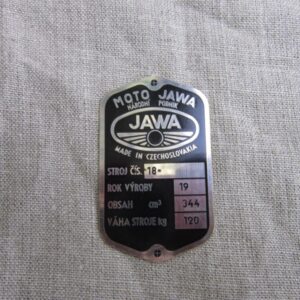 MOTO JAWA
NÁRODNÍ PODNIK
JAWA
MADE IN CZECHOSLOVAKIA
STROJ ČÍS. 18-
ROK VÝROBY 19
OBSAH cm³ 344
VÁHA STROJE kg 120